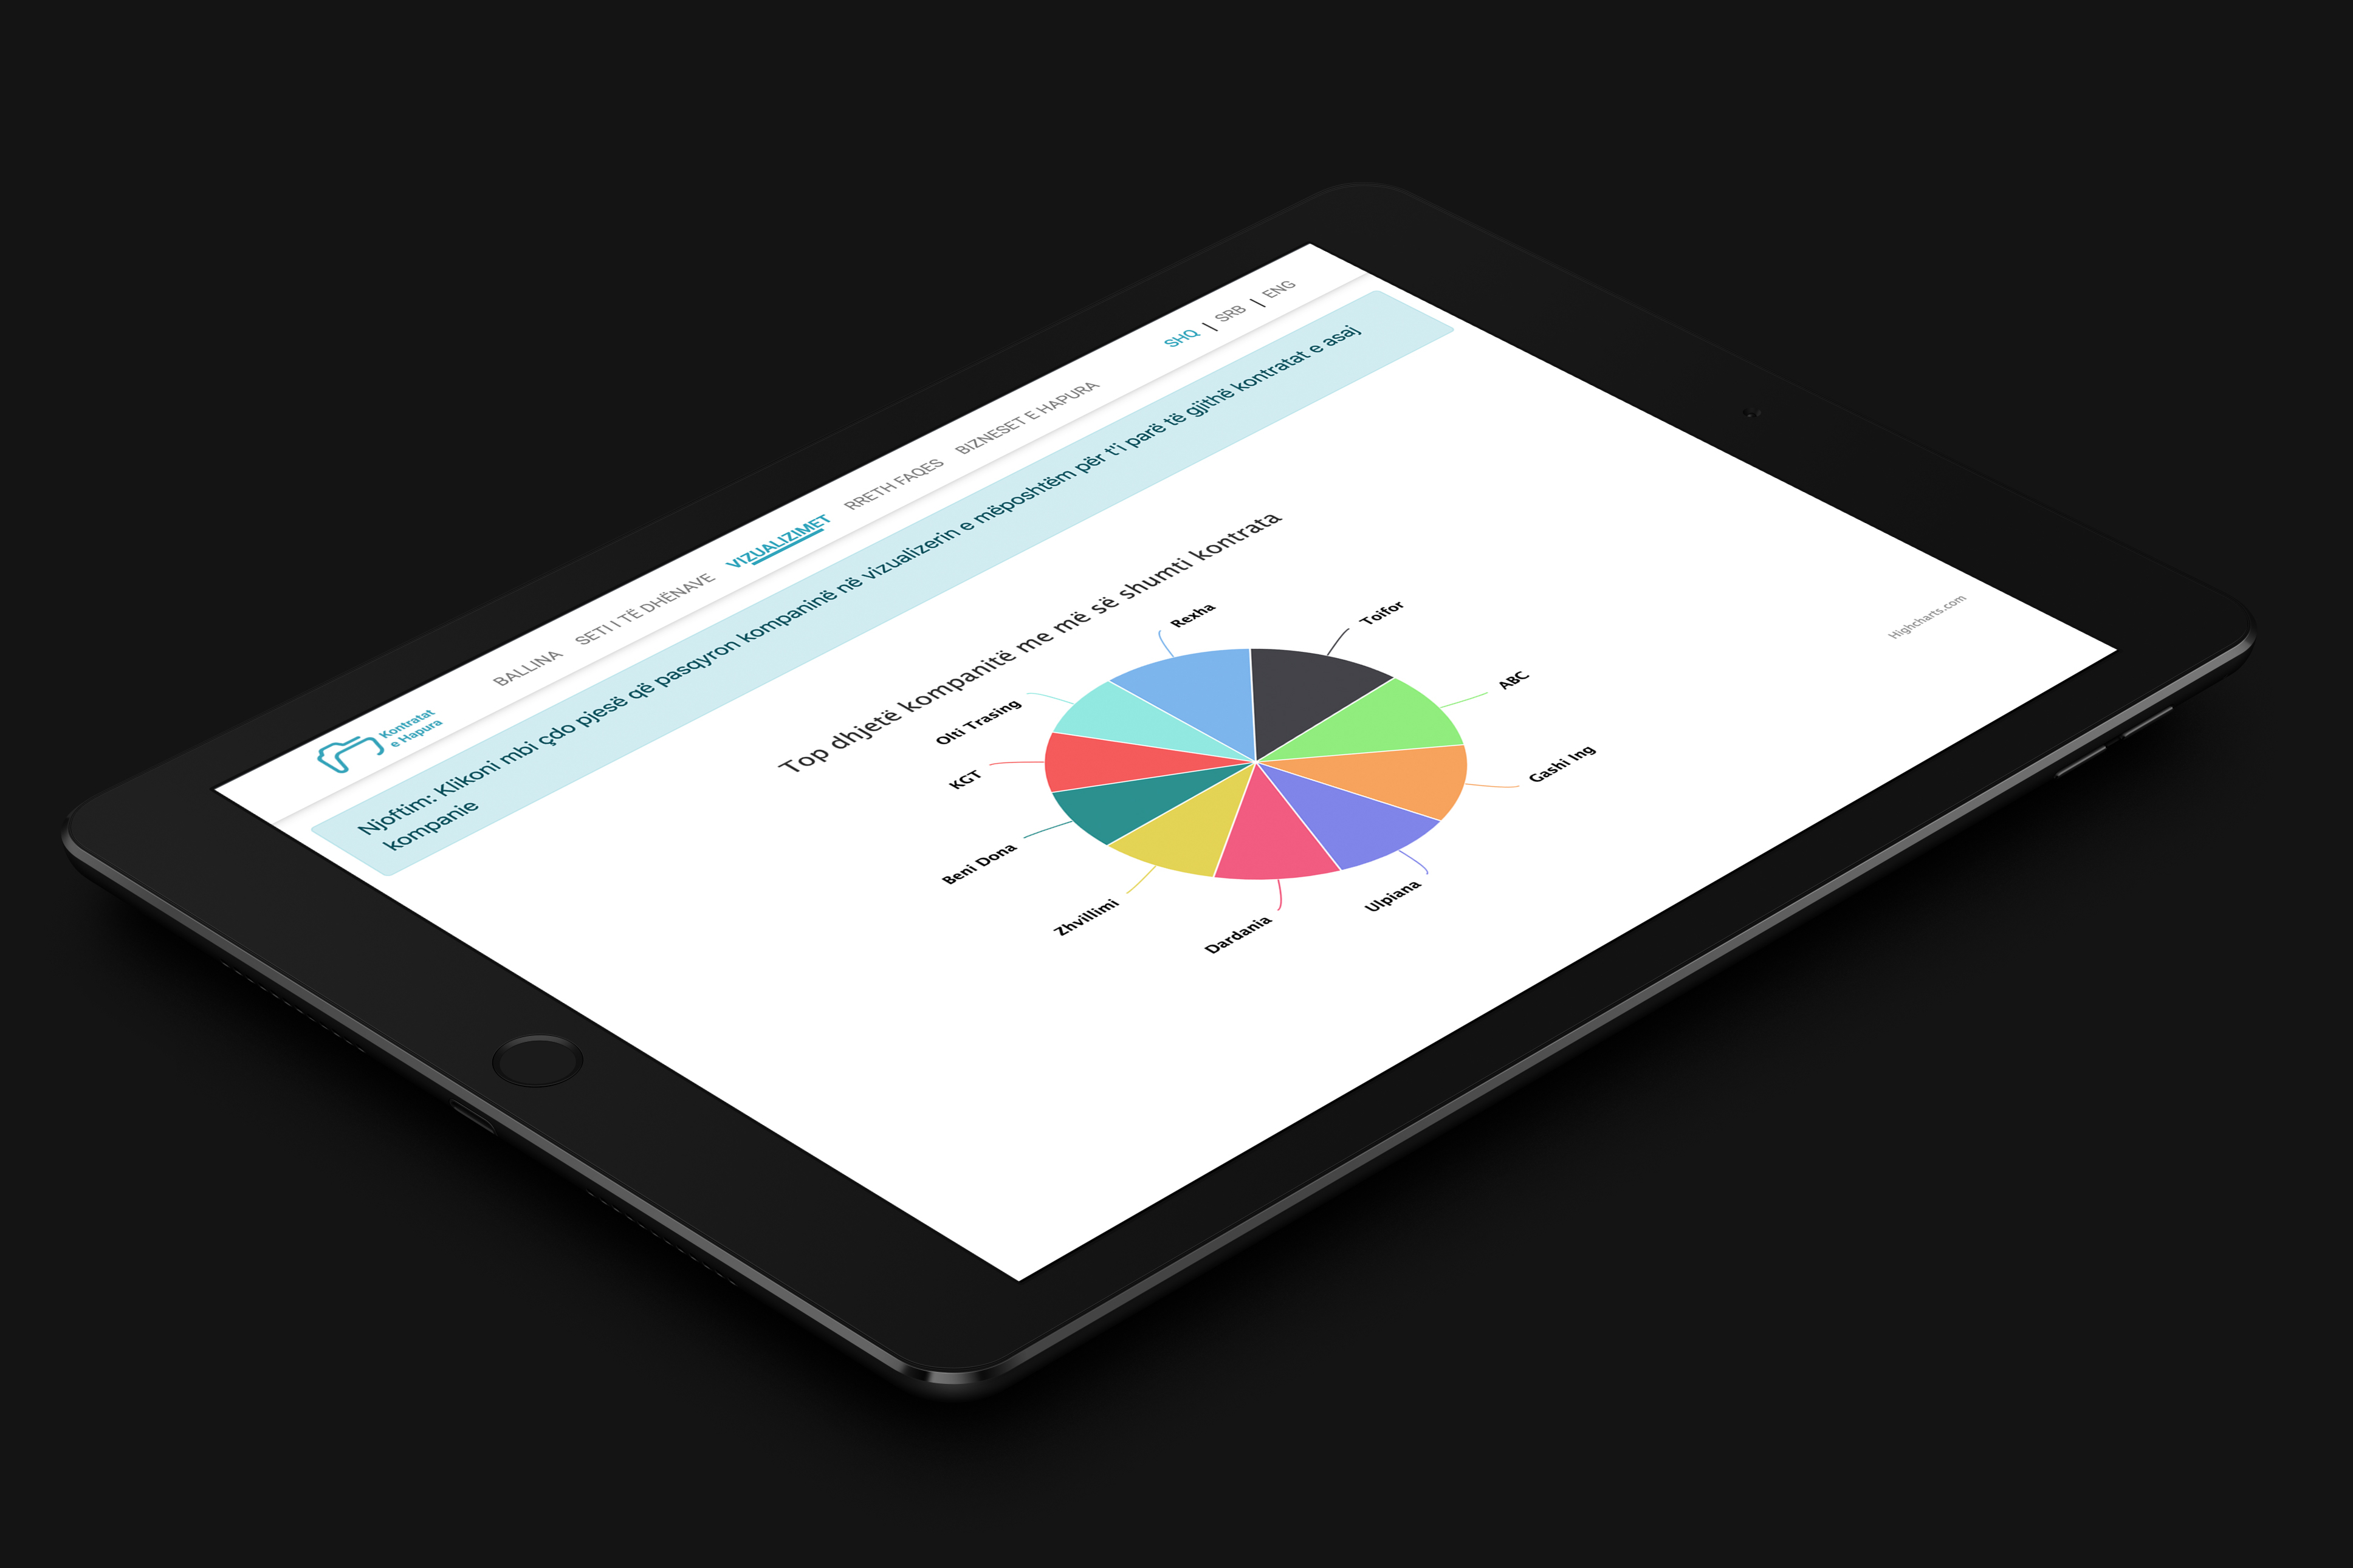 Kontratat
e Hapura
BALLINA
SETI I TË DHËNAVE
VIZUALIZIMET
RRETH FAQES
BIZNESET E HAPURA
SHQ | SRB | ENG
Njoftim: Klikoni mbi çdo pjesë që pasqyron kompaninë në vizualizerin e mëposhtëm për t'i parë të gjithë kontratat e asaj
kompanie
Top dhjetë kompanitë me më së shumti kontrata
Rexha
Toifor
ABC
Gashi Ing
Ulpiana
Dardania
Zhvillimi
Beni Dona
KGT
Olti Trasing
Highcharts.com